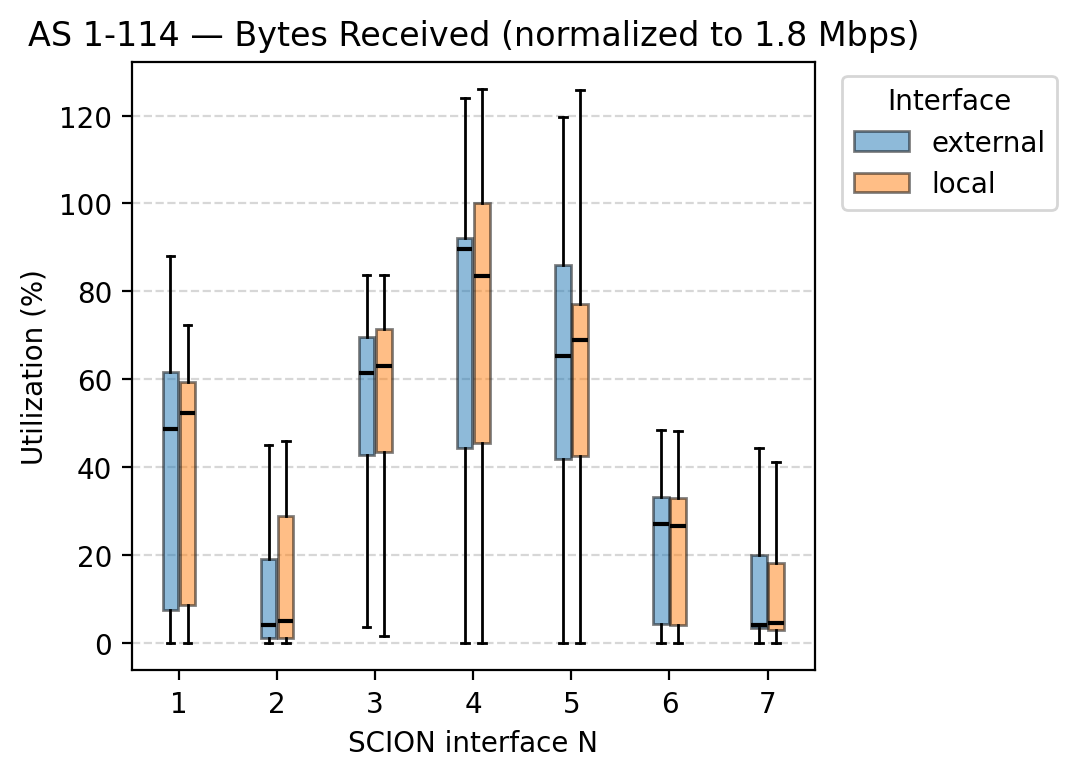 AS 1-114 — Bytes Received (normalized to 1.8 Mbps)
Interface
external
local
Utilization (%)
120
100
80
60
40
20
0
1 2 3 4 5 6 7
SCION interface N